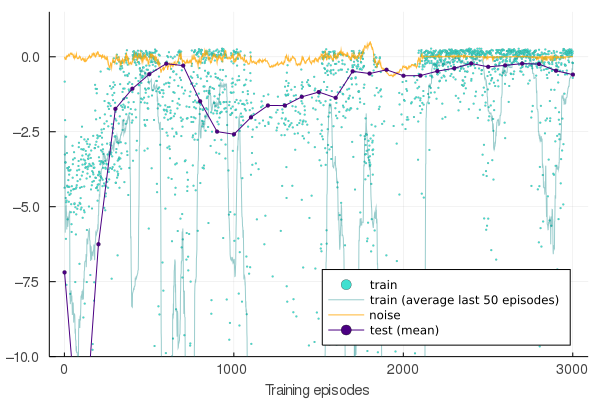 0.0
−2.5
−5.0
−7.5
−10.0
train
train (average last 50 episodes)
noise
test (mean)
0 1000 2000 3000
Training episodes